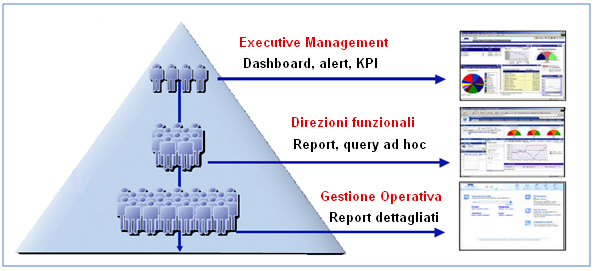 Executive Management
Dashboard, alert, KPI
Direzioni funzionali
Report, query ad hoc
Gestione Operativa
Report dettagliati